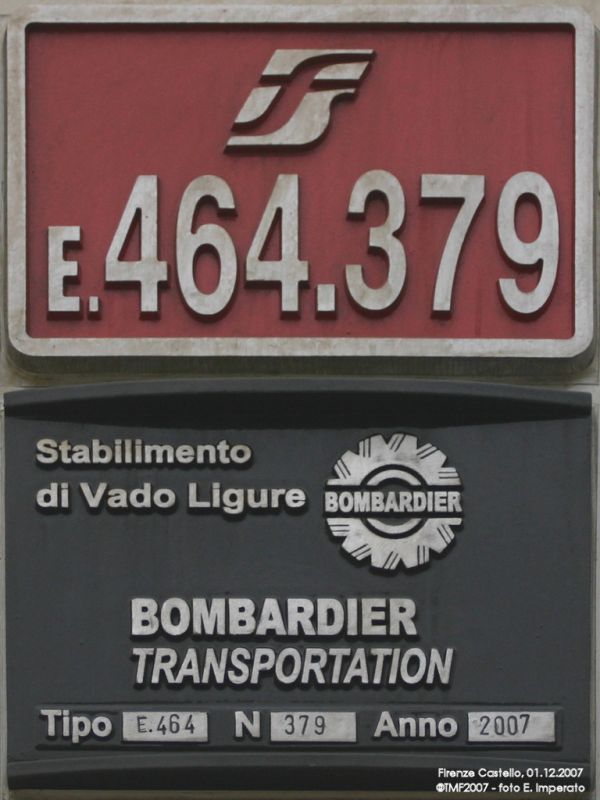 E.464.379
Stabilimento
di Vado Ligure
BOMBARDIER
BOMBARDIER
TRANSPORTATION
Tipo E.464 N 379 Anno 2007
Firenze Castello, 01.12.2007
©TMF2007 - foto E. Imperato